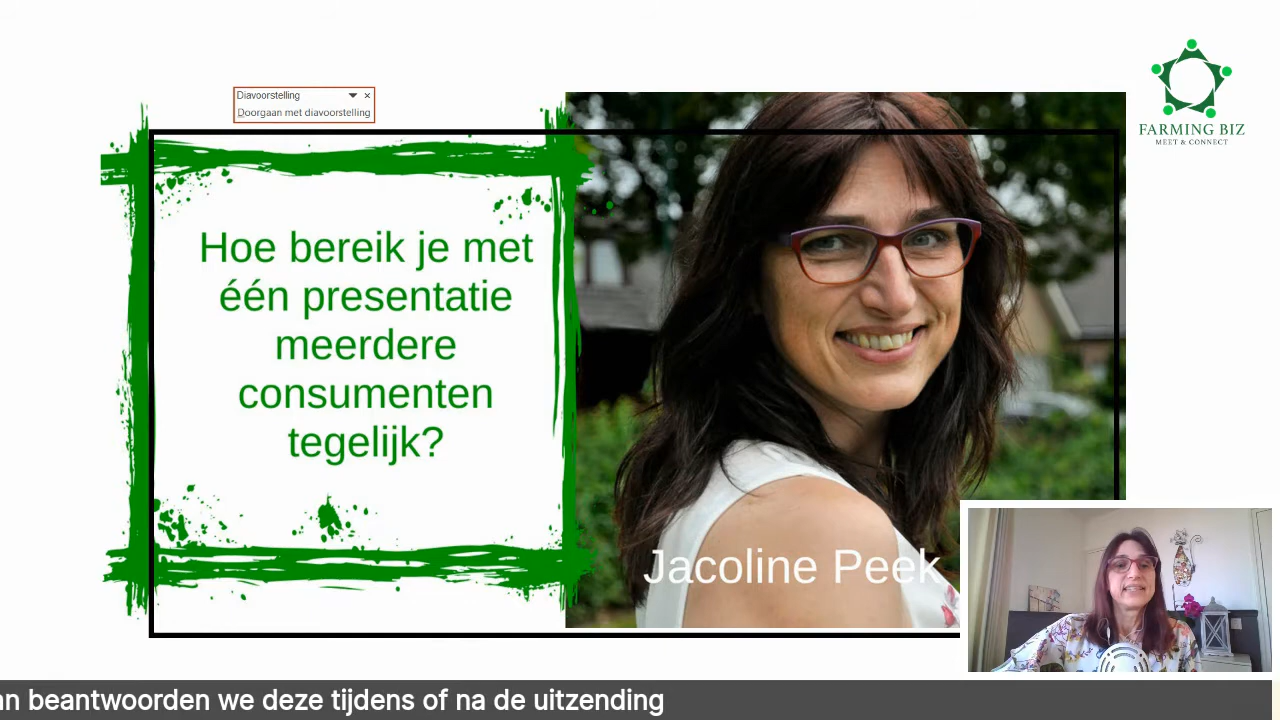 Diavoorstelling
Doorgaan met diavoorstelling
FARMING BIZ
MEET & CONNECT
Hoe bereik je met
één presentatie
meerdere
consumenten
tegelijk?
Jacoline Peek
beantwoorden we deze tijdens of na de uitzending